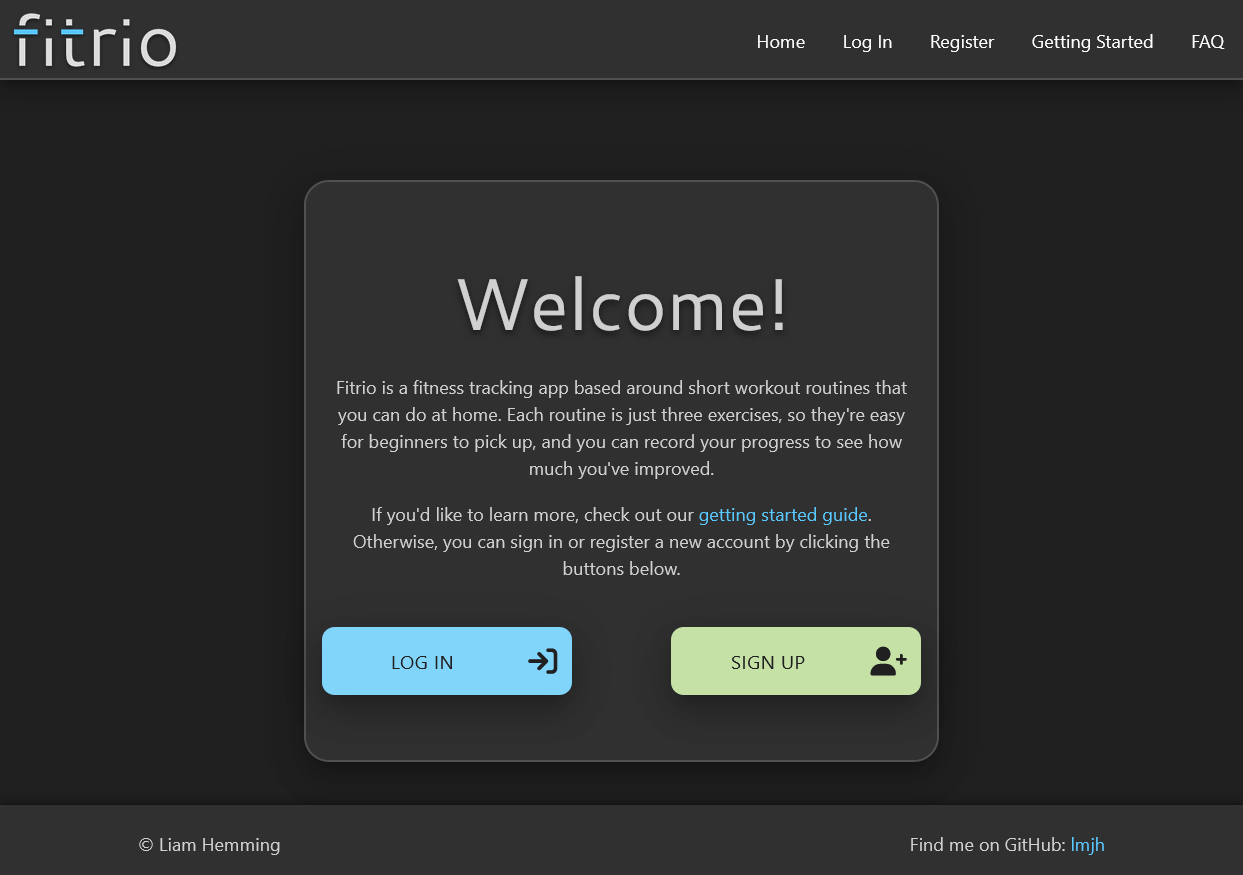 fitrio
Home
Log In
Register
Getting Started
FAQ
Welcome!
Fitrio is a fitness tracking app based around short workout routines that
you can do at home. Each routine is just three exercises, so they're easy
for beginners to pick up, and you can record your progress to see how
much you've improved.
If you'd like to learn more, check out our getting started guide.
Otherwise, you can sign in or register a new account by clicking the
buttons below.
LOG IN
SIGN UP
© Liam Hemming
Find me on GitHub: lmjh